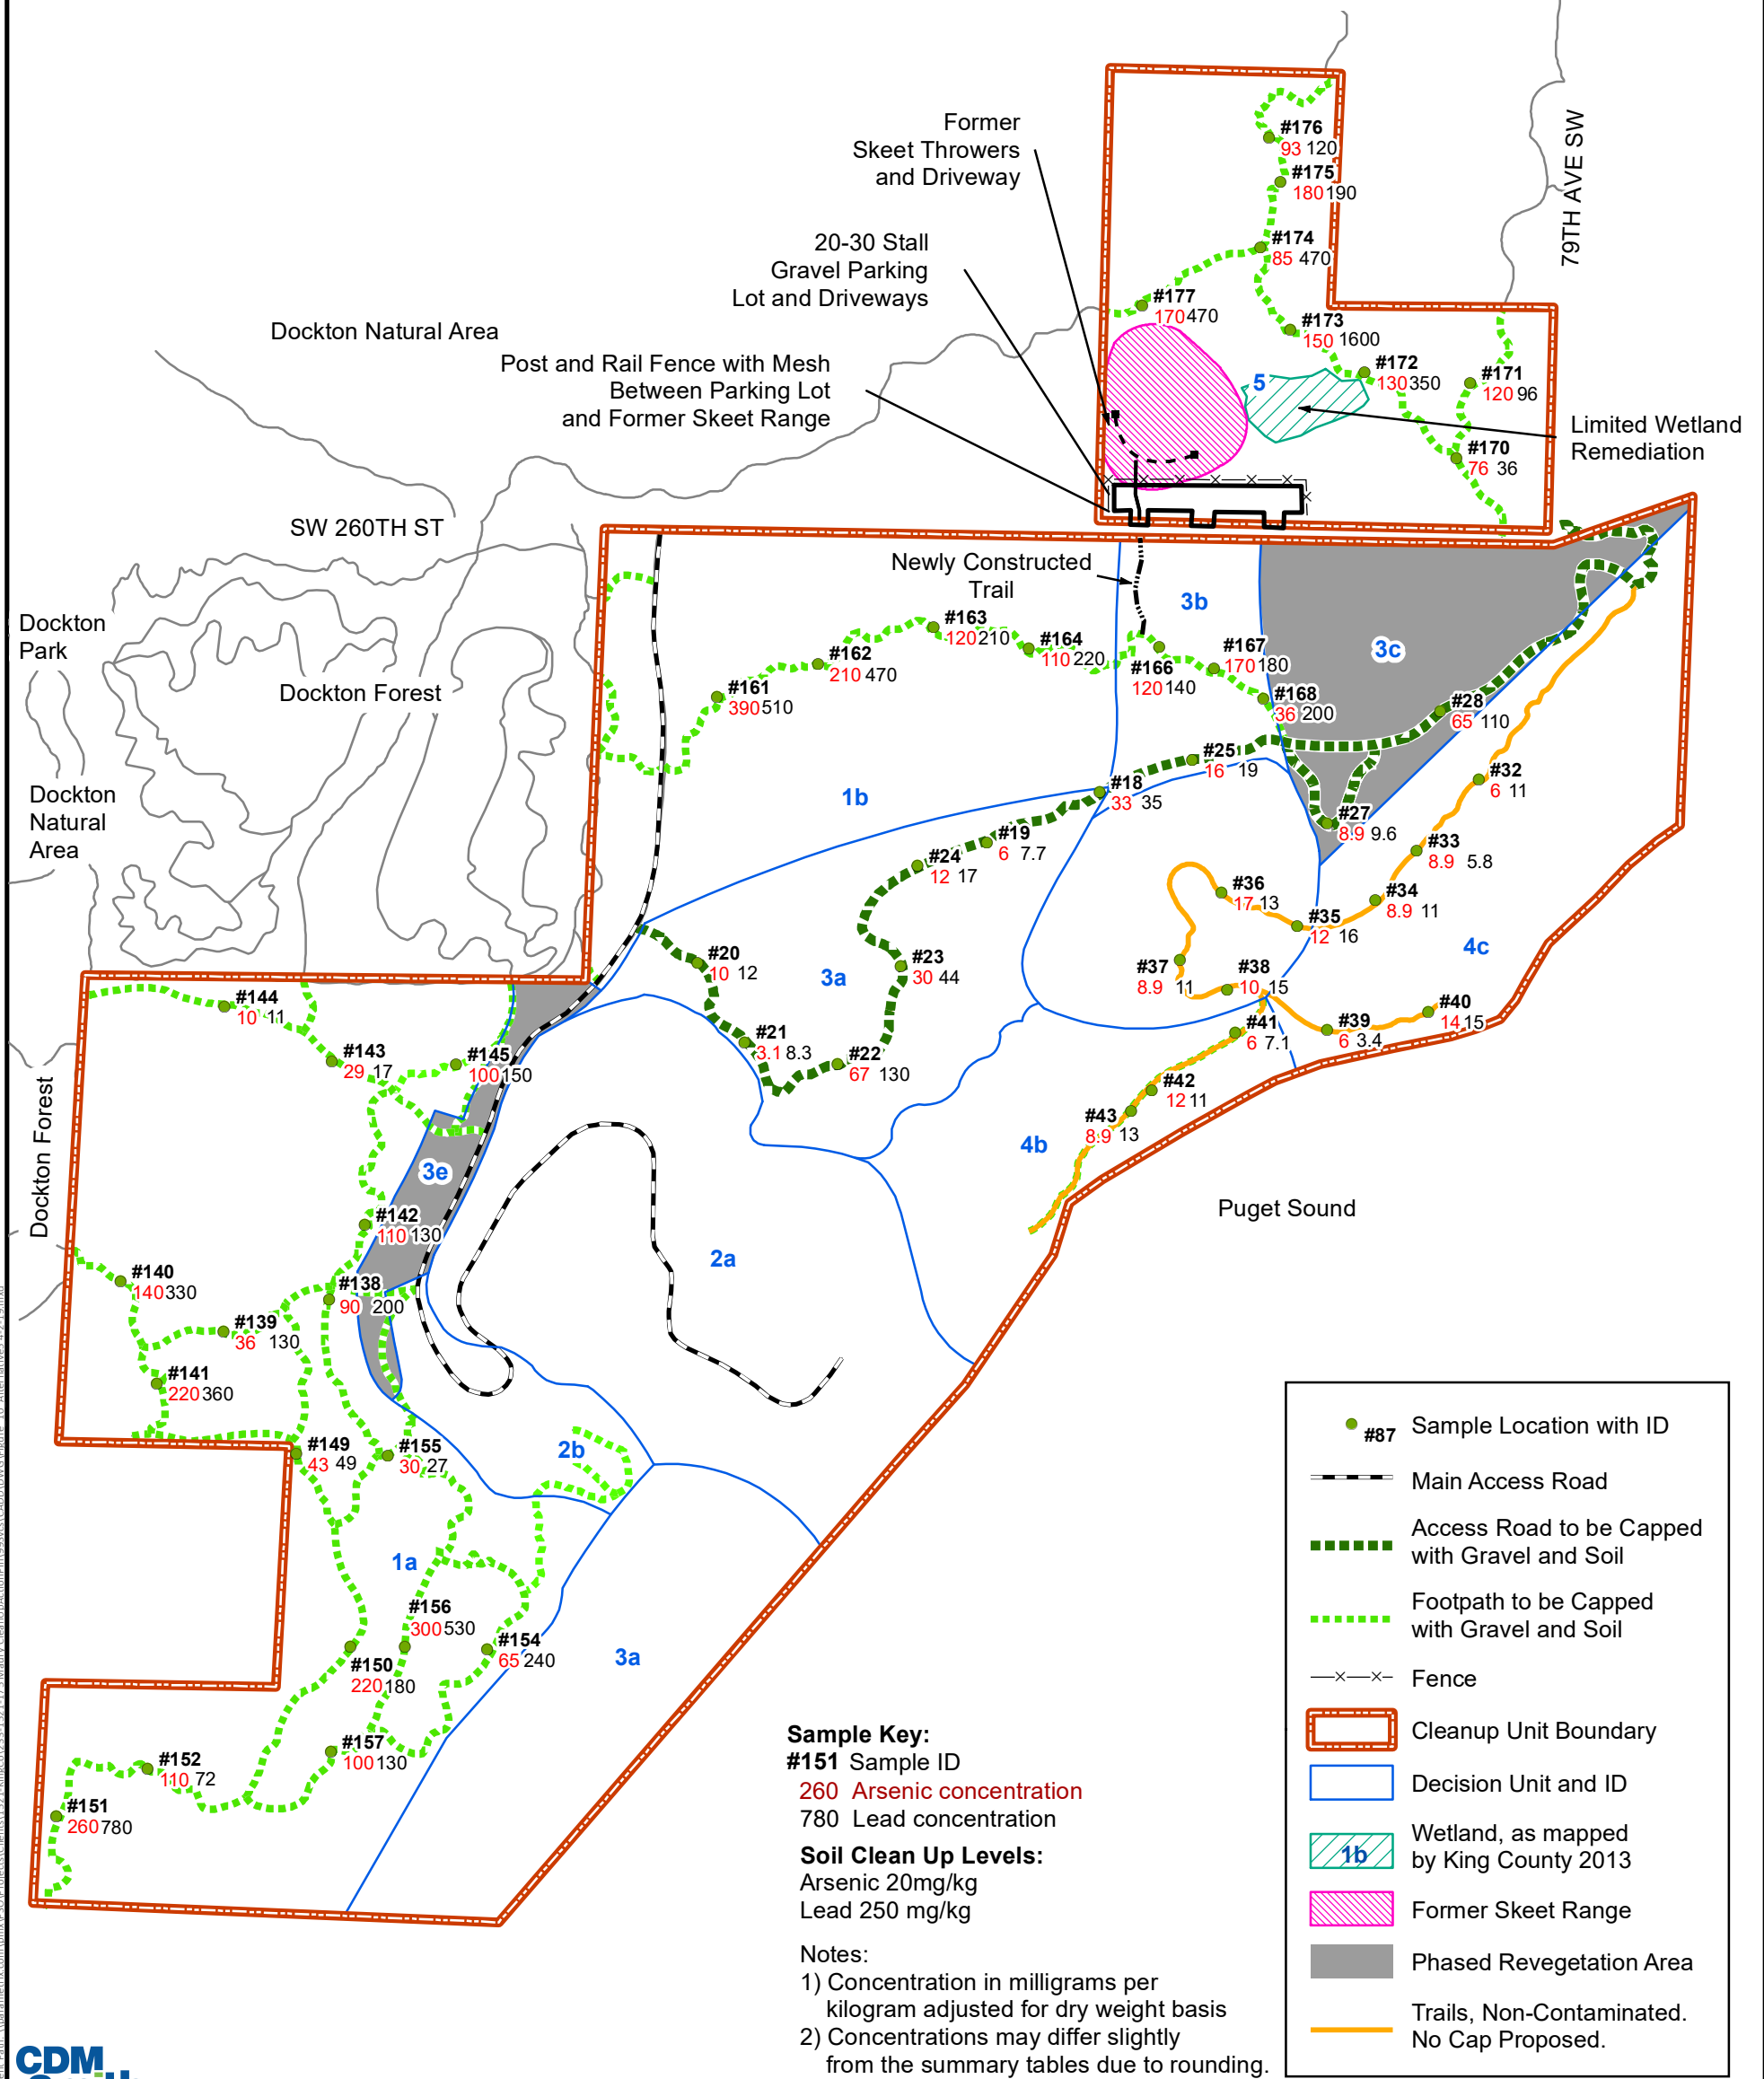 Former
Skeet Throwers
and Driveway
20-30 Stall
Gravel Parking
Lot and Driveways
Dockton Natural Area
Post and Rail Fence with Mesh
Between Parking Lot
and Former Skeet Range
79TH AVE SW
#176
93 120
#175
180 190
#174
85 470
#177
170 470
#173
150 1600
#172
130 350
#171
120 96
#170
76 36
5
Limited Wetland
Remediation
SW 260TH ST
Newly Constructed
Trail
3b
3c
Dockton
Park
Dockton Forest
Dockton
Natural
Area
#163
120 210
#164
110 220
#162
210 470
#161
390 510
#166
120 140
#167
170 180
#168
36 200
#28
65 110
#25
16 19
#18
33 35
#32
6 11
#27
8.9 9.6
#33
8.9 5.8
1b
#19
6 7.7
#24
12 17
#36
17 13
#34
8.9 11
#35
12 16
4c
#20
10 12
3a
#23
30 44
#37
8.9 11
#38
10 15
#40
14 15
#39
6 3.4
#41
6 7.1
#21
3.1 8.3
#22
67 130
#42
12 11
#43
8.9 13
4b
Puget Sound
#144
10 11
#143
29 17
#145
100 150
Dockton Forest
3e
#142
110 130
2a
#140
140 330
#138
90 200
#139
36 130
#141
220 360
#149
43 49
#155
30 27
2b
1a
#156
300 530
#154
65 240
#150
220 180
3a
#157
100 130
#152
110 72
#151
260 780
Sample Key:
#151 Sample ID
260 Arsenic concentration
780 Lead concentration
Soil Clean Up Levels:
Arsenic 20mg/kg
Lead 250 mg/kg
Notes:
1) Concentration in milligrams per
kilogram adjusted for dry weight basis
2) Concentrations may differ slightly
from the summary tables due to rounding.
#87 Sample Location with ID
Main Access Road
Access Road to be Capped
with Gravel and Soil
Footpath to be Capped
with Gravel and Soil
Fence
Cleanup Unit Boundary
Decision Unit and ID
1b
Wetland, as mapped
by King County 2013
Former Skeet Range
Phased Revegetation Area
Trails, Non-Contaminated.
No Cap Proposed.
CDM